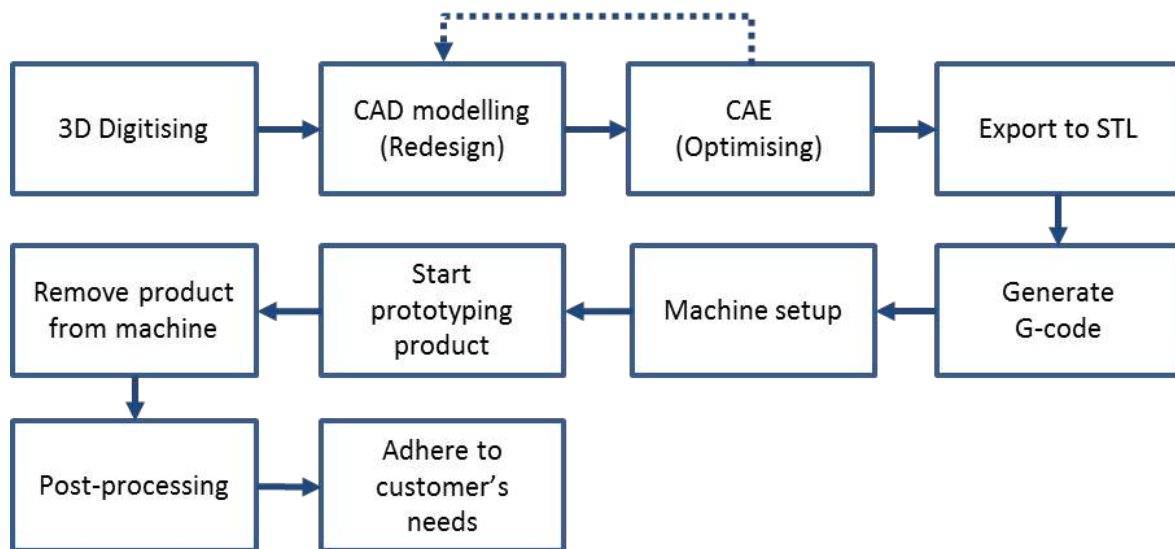 3D Digitising
CAD modelling
(Redesign)
CAE
(Optimising)
Export to STL
Remove product
from machine
Start
prototyping
product
Machine setup
Generate
G-code
Post-processing
Adhere to
customer’s
needs